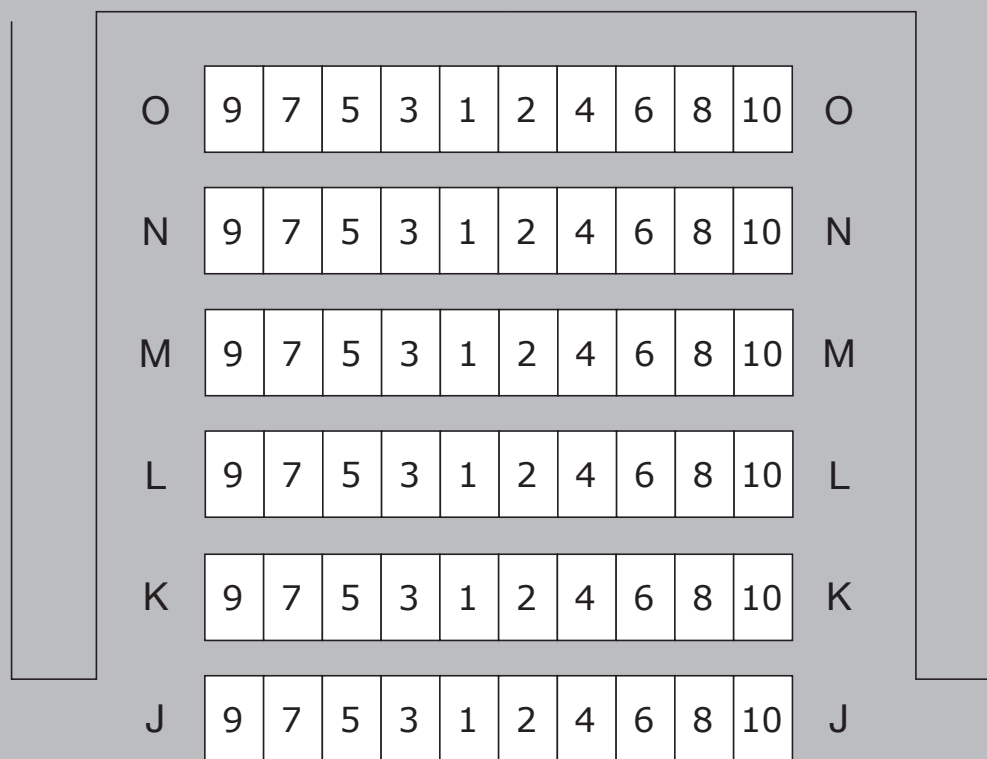 O 9 7 5 3 1 2 4 6 8 10 O
N 9 7 5 3 1 2 4 6 8 10 N
M 9 7 5 3 1 2 4 6 8 10 M
L 9 7 5 3 1 2 4 6 8 10 L
K 9 7 5 3 1 2 4 6 8 10 K
J 9 7 5 3 1 2 4 6 8 10 J